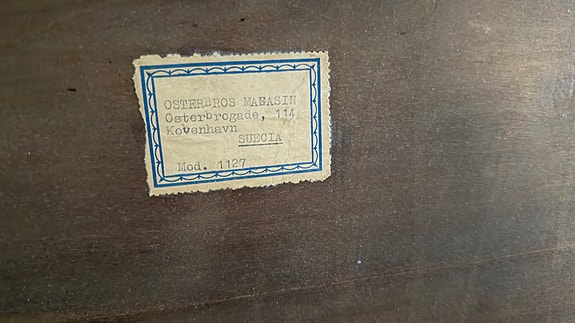 OSTERBROS MAGASIN
Osterbrogade, 114
Kovenhavn
SUECIA
Mod. 1127